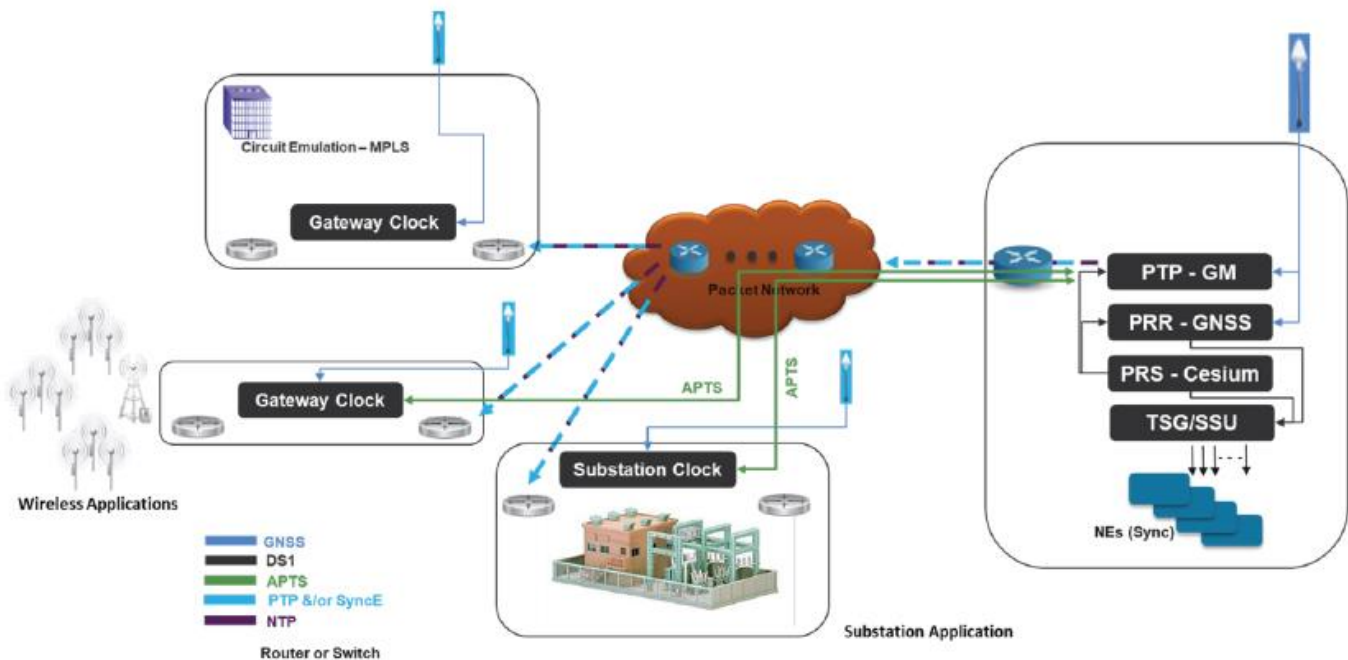 Circuit Emulation – MPLS
Gateway Clock
Packet Network
PTP - GM
PRR - GNSS
PRS - Cesium
TSG/SSU
NEs (Sync)
APTS
APTS
Gateway Clock
Wireless Applications
Substation Clock
Substation Application
GNSS
DS1
APTS
PTP &/or SyncE
NTP
Router or Switch